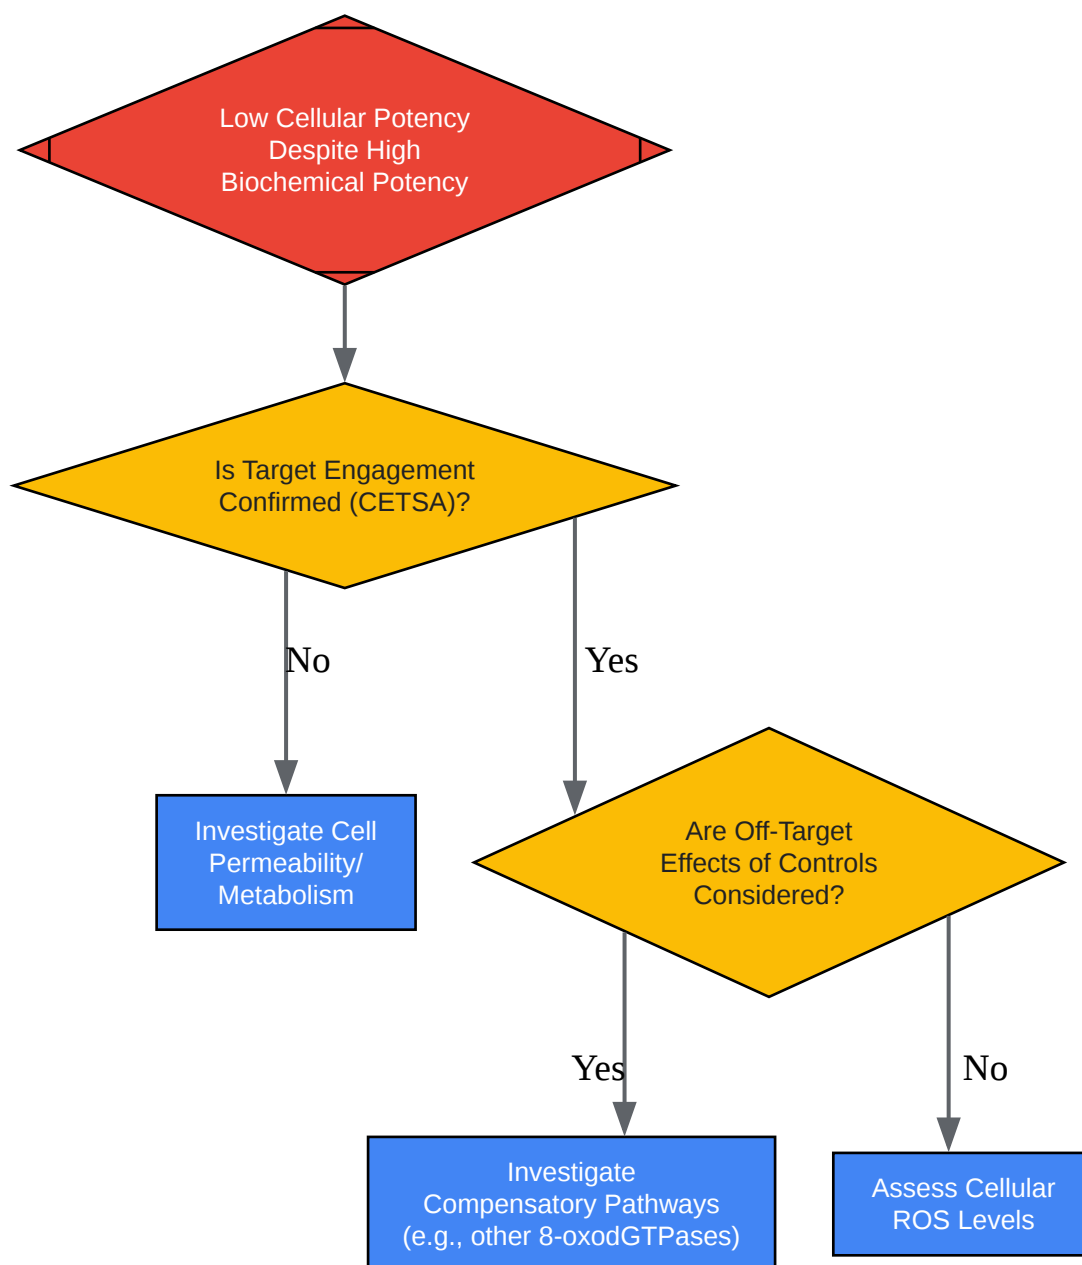 Low Cellular Potency
Despite High
Biochemical Potency
Is Target Engagement
Confirmed (CETSA)?
No
Yes
Investigate Cell
Permeability/
Metabolism
Are Off-Target
Effects of Controls
Considered?
Yes
No
Investigate
Compensatory Pathways
(e.g., other 8-oxodGTPases)
Assess Cellular
ROS Levels